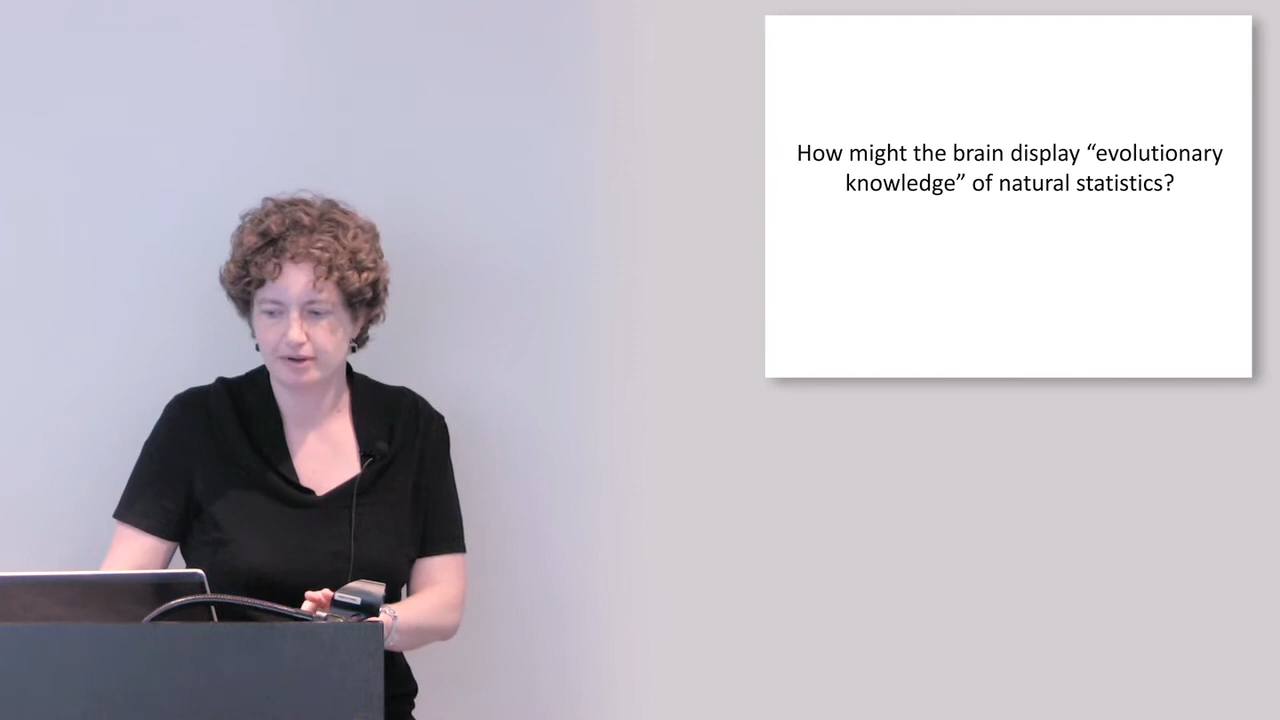 How might the brain display “evolutionary
knowledge” of natural statistics?